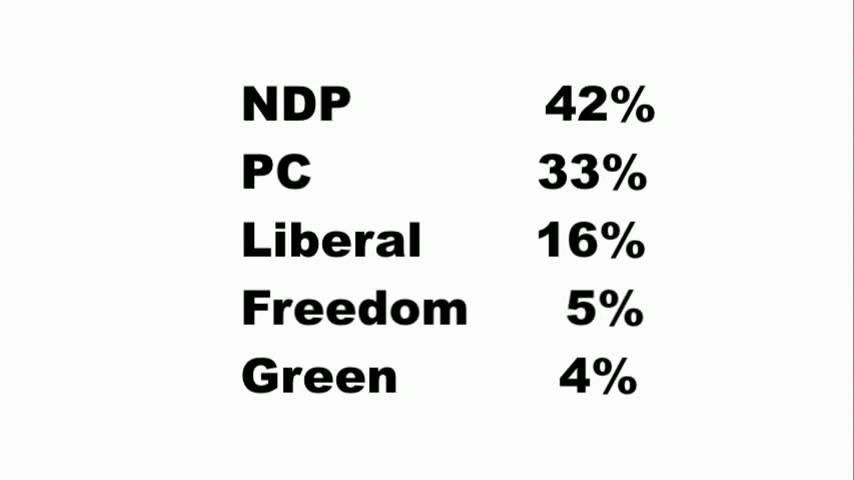 NDP 42%
PC 33%
Liberal 16%
Freedom 5%
Green 4%